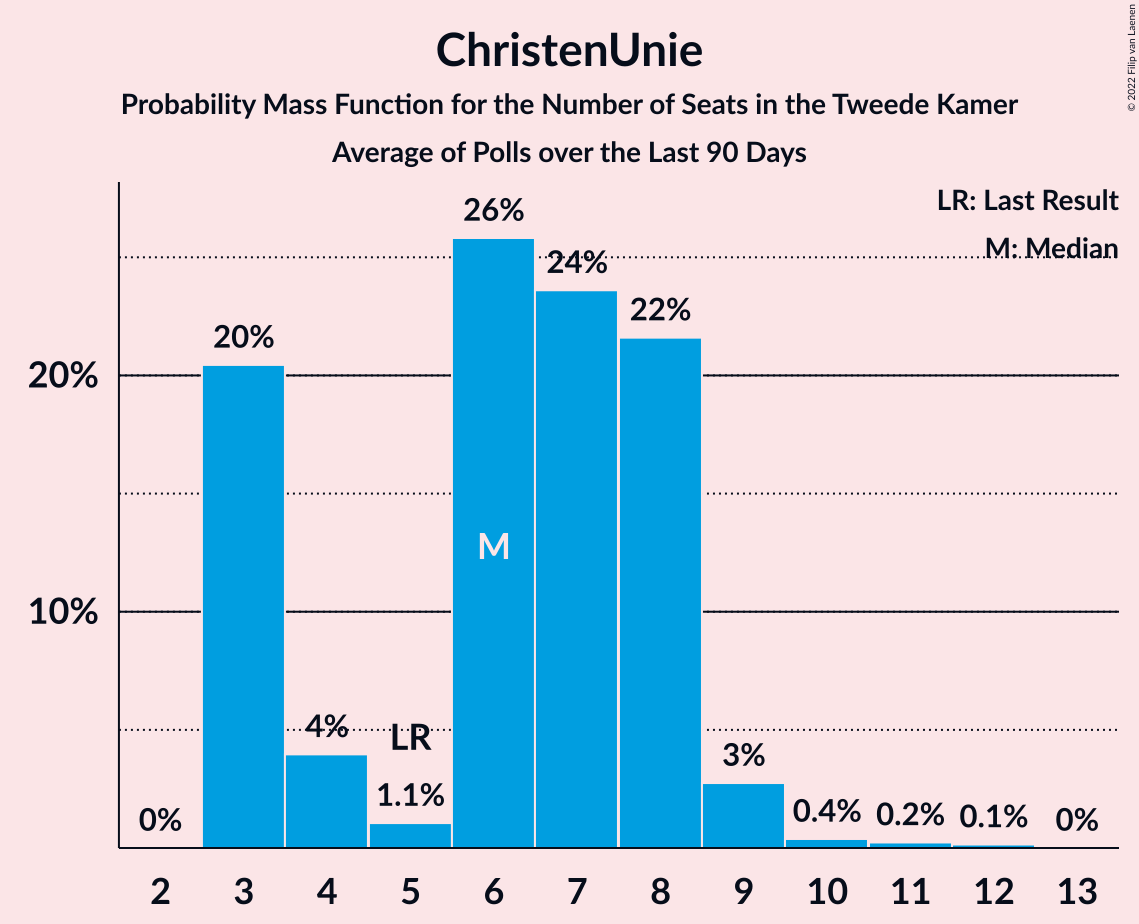 ChristenUnie
Probability Mass Function for the Number of Seats in the Tweede Kamer
Average of Polls over the Last 90 Days
© 2022 Filip van Laenen
LR: Last Result
M: Median
26%
24%
22%
20%
20%
M
10%
4%
LR
3%
1.1%
0%
0.4%
0.2%
0.1%
0%
2 3 4 5 6 7 8 9 10 11 12 13